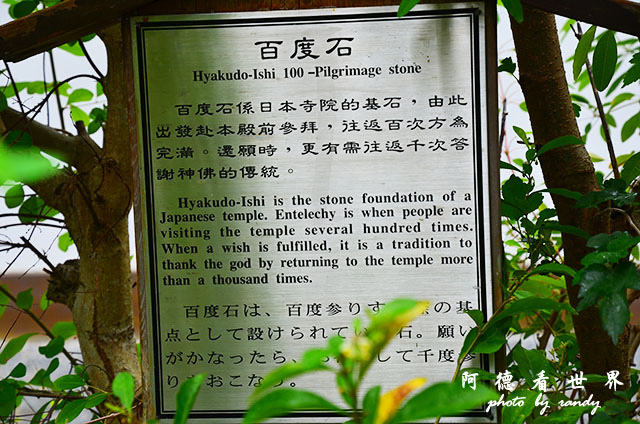 百度石
Hyakudo-Ishi 100 -Pilgrimage stone
百度石係日本寺院的基石，由此
出發赴本殿前參拜，往返百次方為
完滿。還願時，更有需往返千次答
謝神佛的傳統。
Hyakudo-Ishi is the stone foundation of a
Japanese temple. Entelechy is when people are
visiting the temple several hundred times.
When a wish is fulfilled, it is a tradition to
thank the god by returning to the temple more
than a thousand times.
百度石は、百度参りす の基
点として設けられてい 石。願い
がかなったら、 して千度参
り おこな 。
阿德看世界
photo by randy